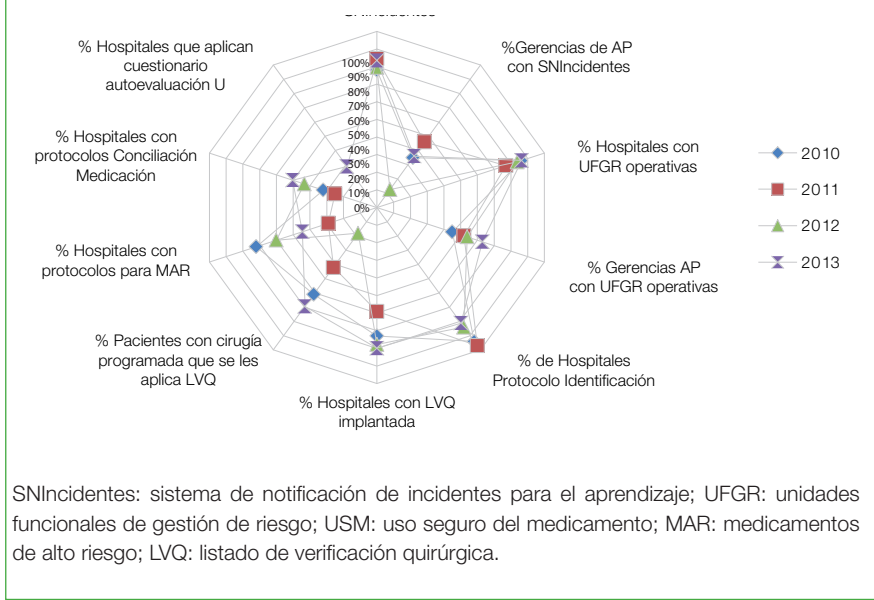 SNIncidentes
% Hospitales que aplican
cuestionario
autoevaluación U
%Gerencias de AP
con SNIncidentes
100%
90%
80%
70%
60%
50%
40%
30%
20%
10%
0%
% Hospitales con
protocolos Conciliación
Medicación
% Hospitales con
UFGR operativas
2010
2011
2012
2013
% Hospitales con
protocolos para MAR
% Gerencias AP
con UFGR operativas
% Pacientes con cirugía
programada que se les
aplica LVQ
% de Hospitales
Protocolo Identificación
% Hospitales con LVQ
implantada
SNIncidentes: sistema de notificación de incidentes para el aprendizaje; UFGR: unidades
funcionales de gestión de riesgo; USM: uso seguro del medicamento; MAR: medicamentos
de alto riesgo; LVQ: listado de verificación quirúrgica.